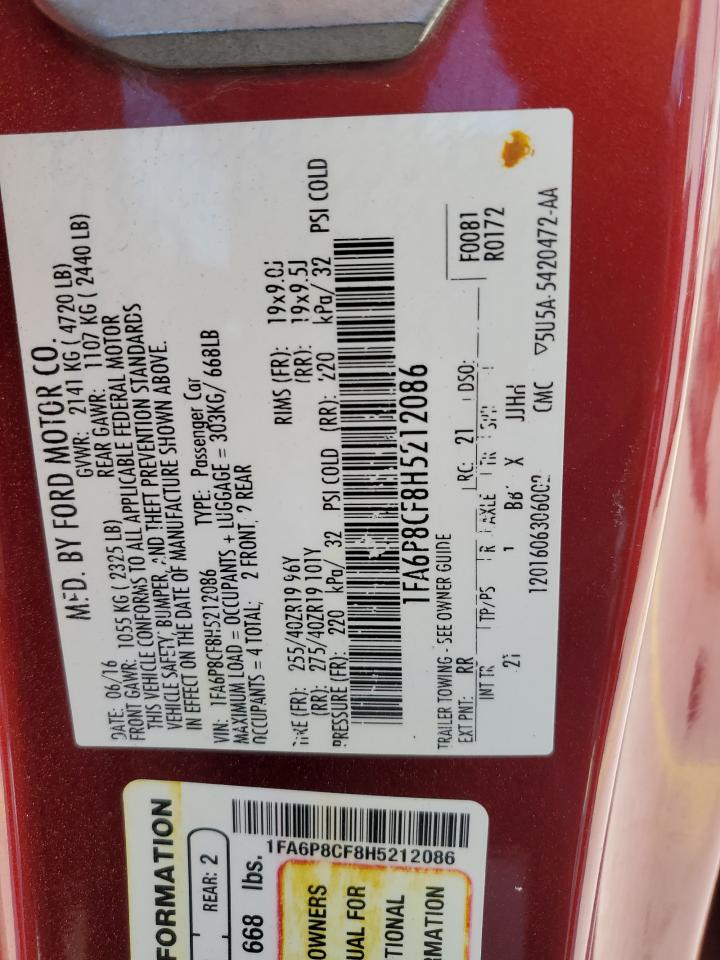 MFD. BY FORD MOTOR CO.
DATE: 06/16 GVWR: 2141 KG ( 4720 LB)
FRONT GAWR: 1055 KG ( 2325 LB) REAR GAWR: 1107 KG ( 2440 LB)
THIS VEHICLE CONFORMS TO ALL APPLICABLE FEDERAL MOTOR
VEHICLE SAFETY, BUMPER, AND THEFT PREVENTION STANDARDS
IN EFFECT ON THE DATE OF MANUFACTURE SHOWN ABOVE.
VIN: 1FA6P8CF8H5212086 TYPE: Passenger Car
MAXIMUM LOAD = OCCUPANTS + LUGGAGE = 303KG/ 668LB
OCCUPANTS = 4 TOTAL; 2 FRONT, 2 REAR
TIRE (FR): 255/40ZR19 96Y RIMS (FR): 19x9.0J
(RR): 275/40ZR19 101Y (RR): 19x9.5J
PRESSURE (FR): 220 kPa/ 32 PSI COLD (RR): 220 kPa/ 32 PSI COLD
1FA6P8CF8H5212086
F0081
R0172
TRAILER TOWING - SEE OWNER GUIDE
EXT PNT: RR RC: 21 DSO:
INT TR TP/PS R AXLE TR
21 1 X
CMC
▽5U5A-5420472-AA
FORMATION
REAR: 2
668 lbs.
1FA6P8CF8H5212086
OWNERS
UAL FOR
TIONAL
RMATION